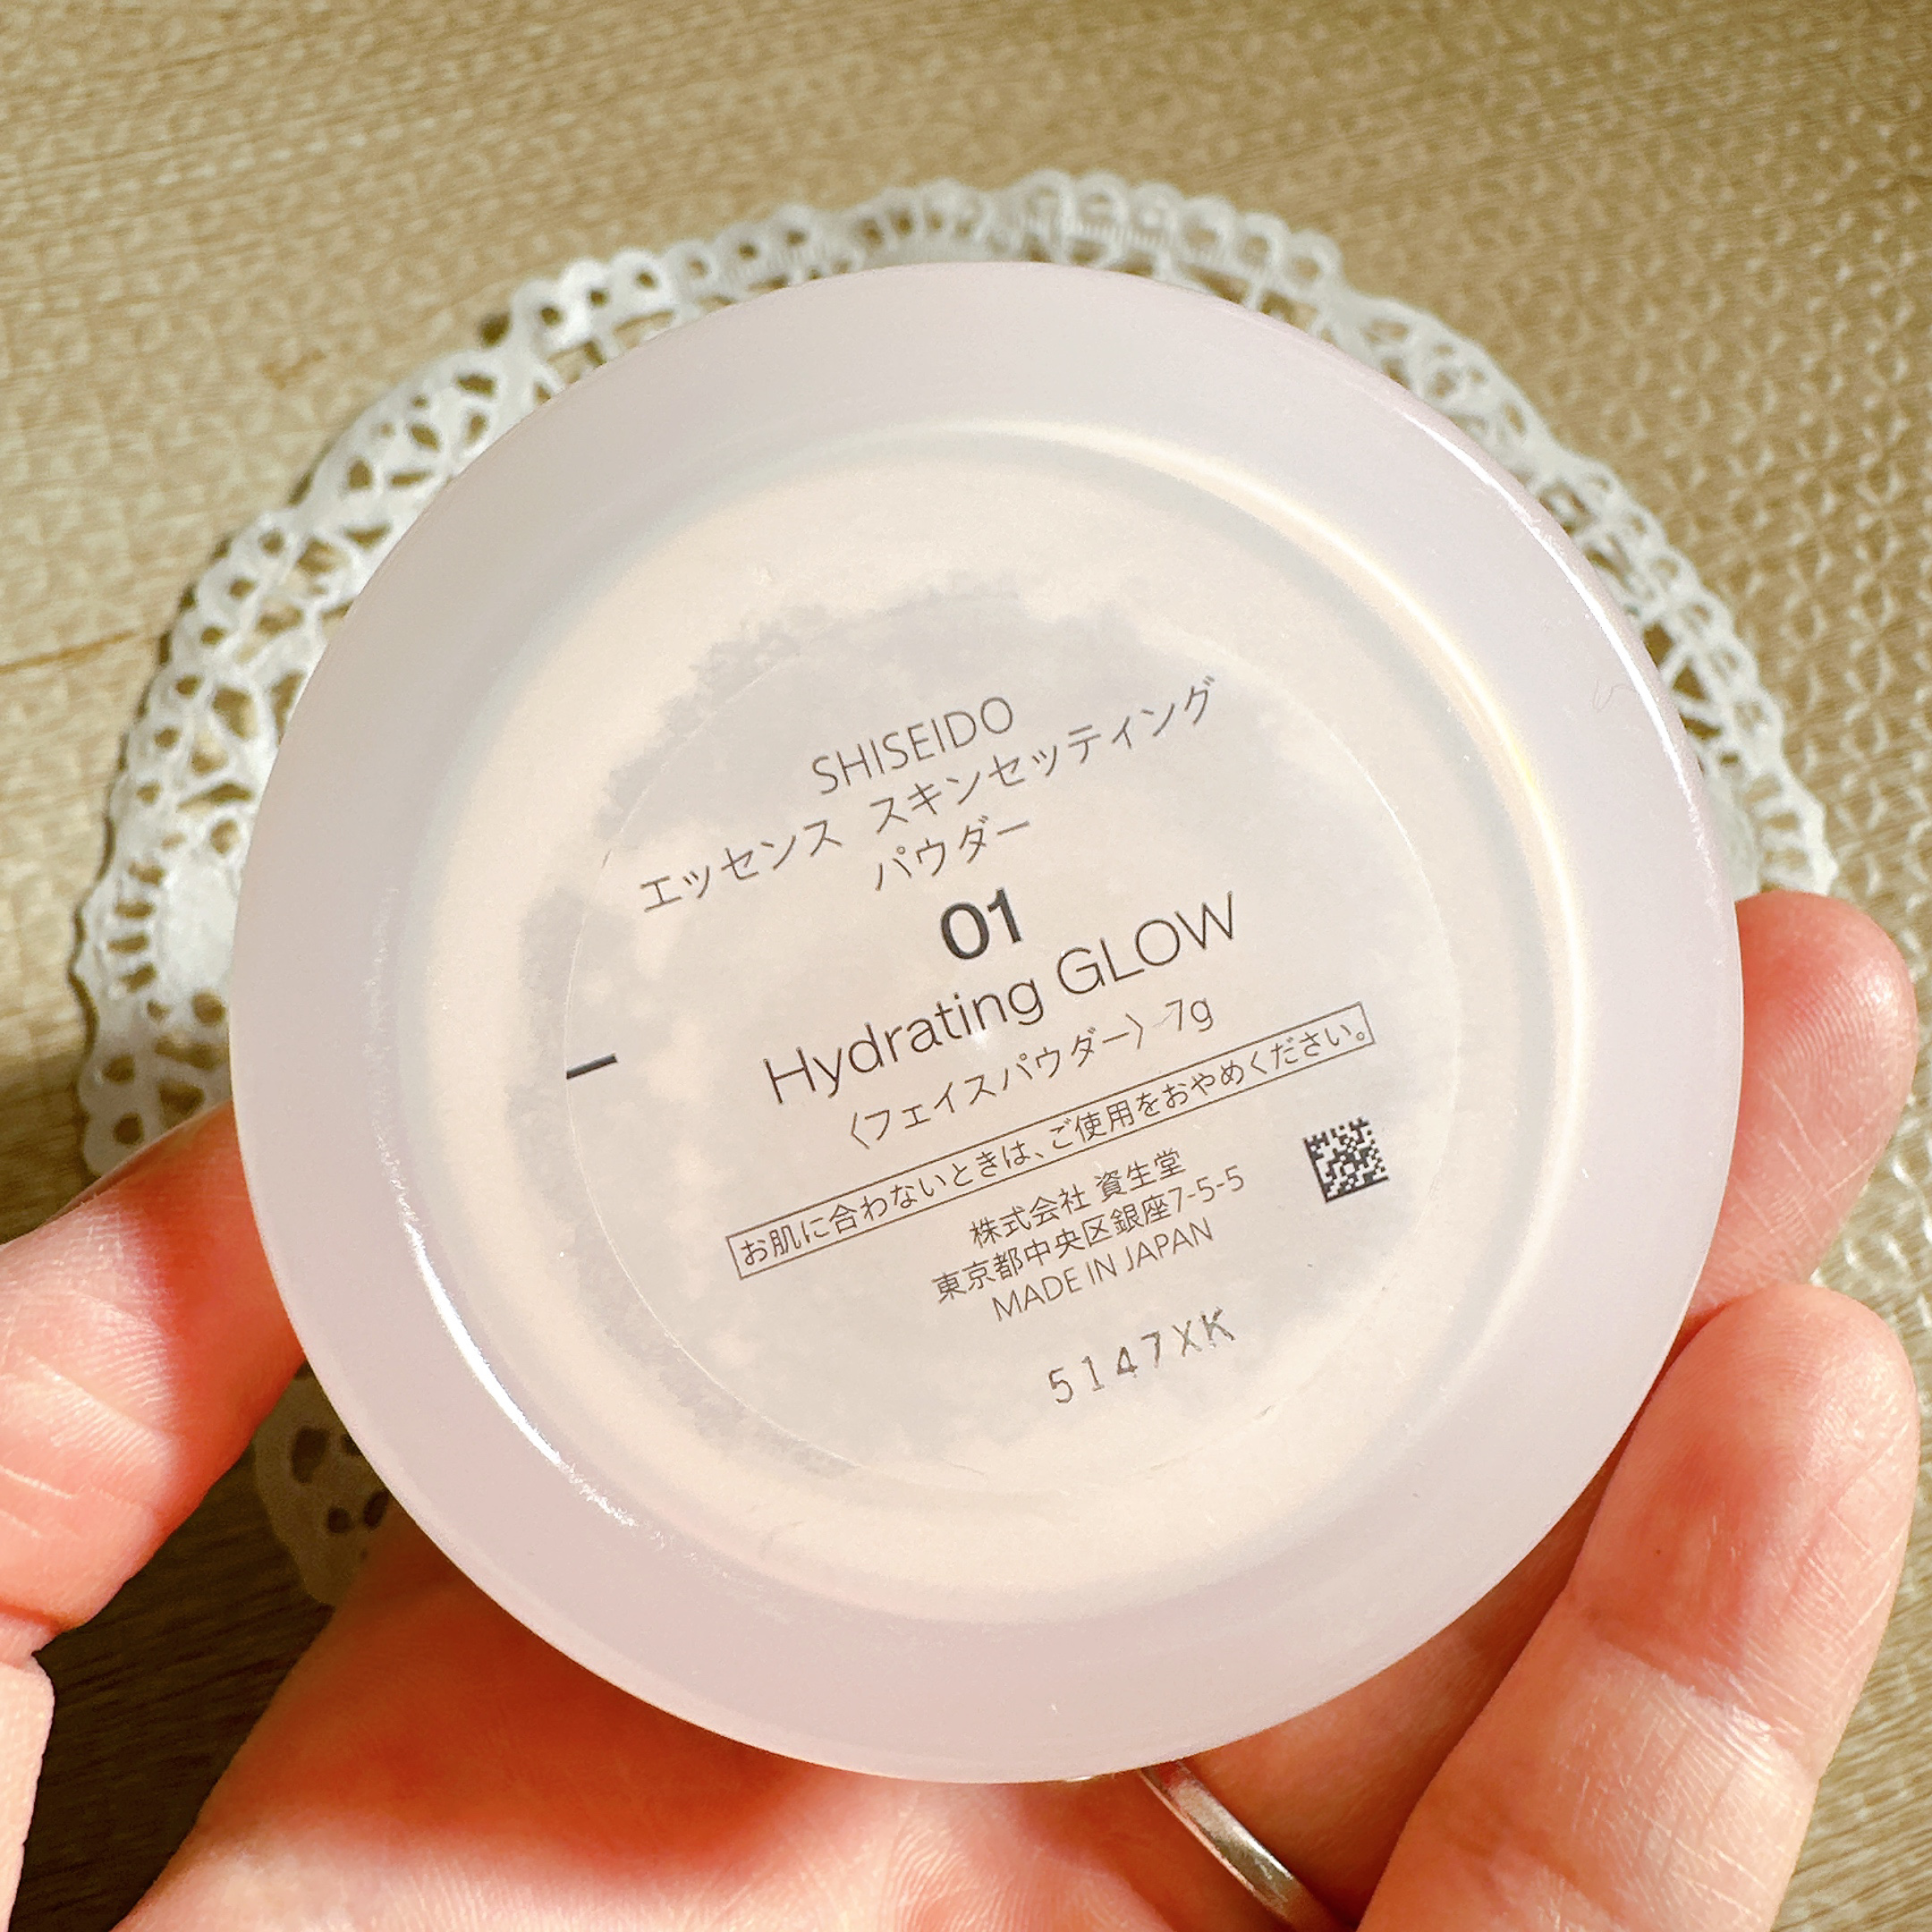 SHISEIDO
エッセンス スキンセッティング
パウダー
01
Hydrating GLOW
〈フェイスパウダー〉 7g
お肌に合わないときは、ご使用をおやめください。
株式会社 資生堂
東京都中央区銀座7-5-5
MADE IN JAPAN
5147XK